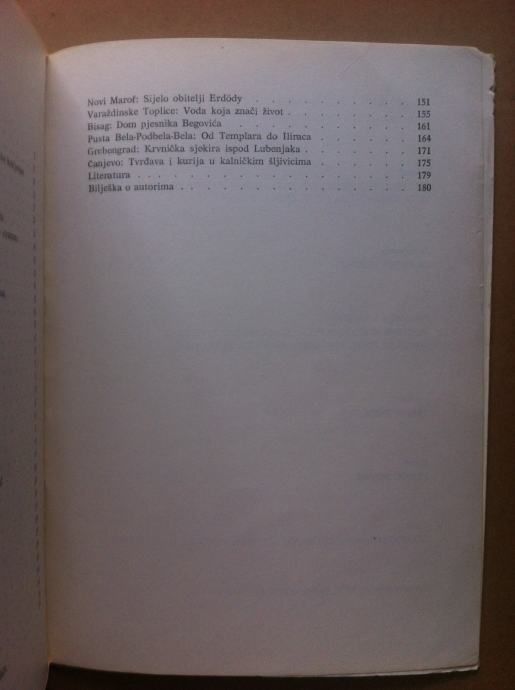 Novi Marof: Sijelo obitelji Erdödy . . . . . . . . . . 151
Varaždinske Toplice: Voda koja znači život . . . . . . . 155
Bisag: Dom pjesnika Begovića . . . . . . . . . . . 161
Pusta Bela-Podbela-Bela: Od Templara do Iliraca . . . . . 164
Grebengrad: Krvnička sjekira ispod Lubenjaka . . . . . . 171
Čanjevo: Tvrđava i kurija u kalničkim šljivicima . . . . . 175
Literatura . . . . . . . . . . . . . . . . 179
Bilješka o autorima . . . . . . . . . . . . . 180